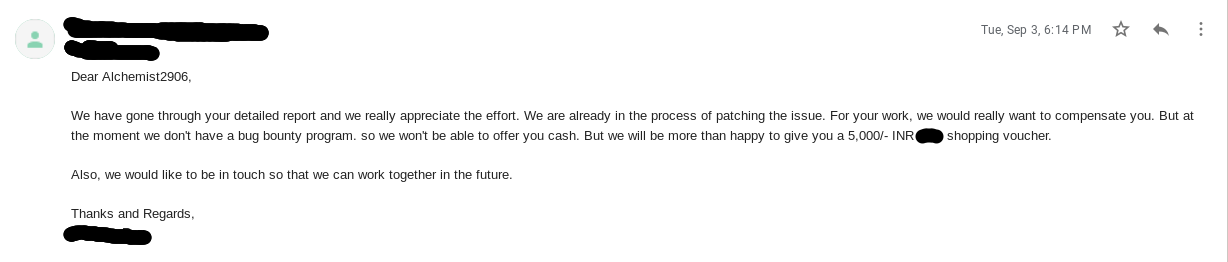 Tue, Sep 3, 6:14 PM
Dear Alchemist2906,
We have gone through your detailed report and we really appreciate the effort. We are already in the process of patching the issue. For your work, we would really want to compensate you. But at
the moment we don't have a bug bounty program. so we won't be able to offer you cash. But we will be more than happy to give you a 5,000/- INR shopping voucher.
Also, we would like to be in touch so that we can work together in the future.
Thanks and Regards,